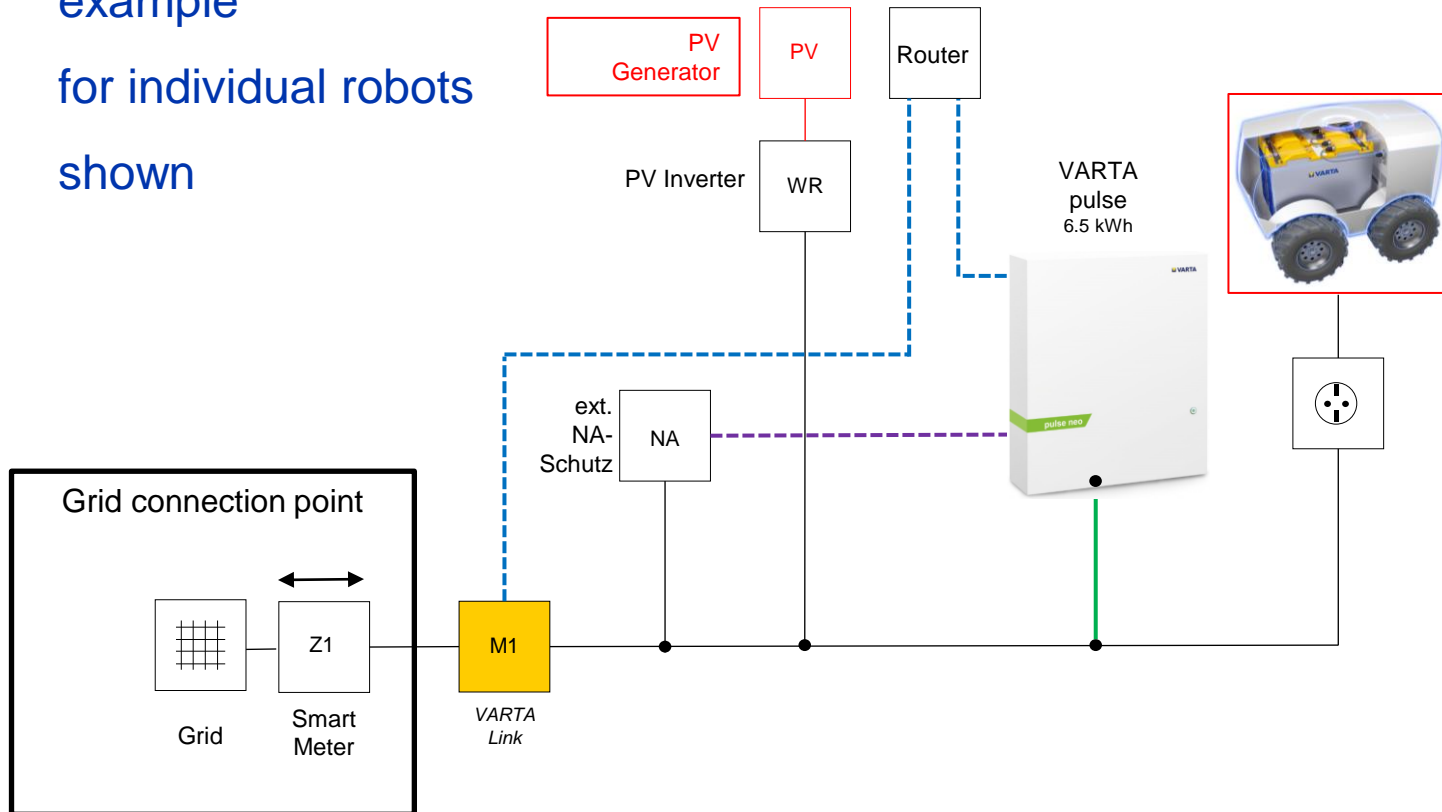 example
for individual robots
shown
PV
Generator
PV
Router
PV Inverter
WR
VARTA
pulse
6.5 kWh
VARTA
VARTA
pulse neo
ext.
NA-
Schutz
NA
Grid connection point
Z1
M1
Grid
Smart
Meter
VARTA
Link